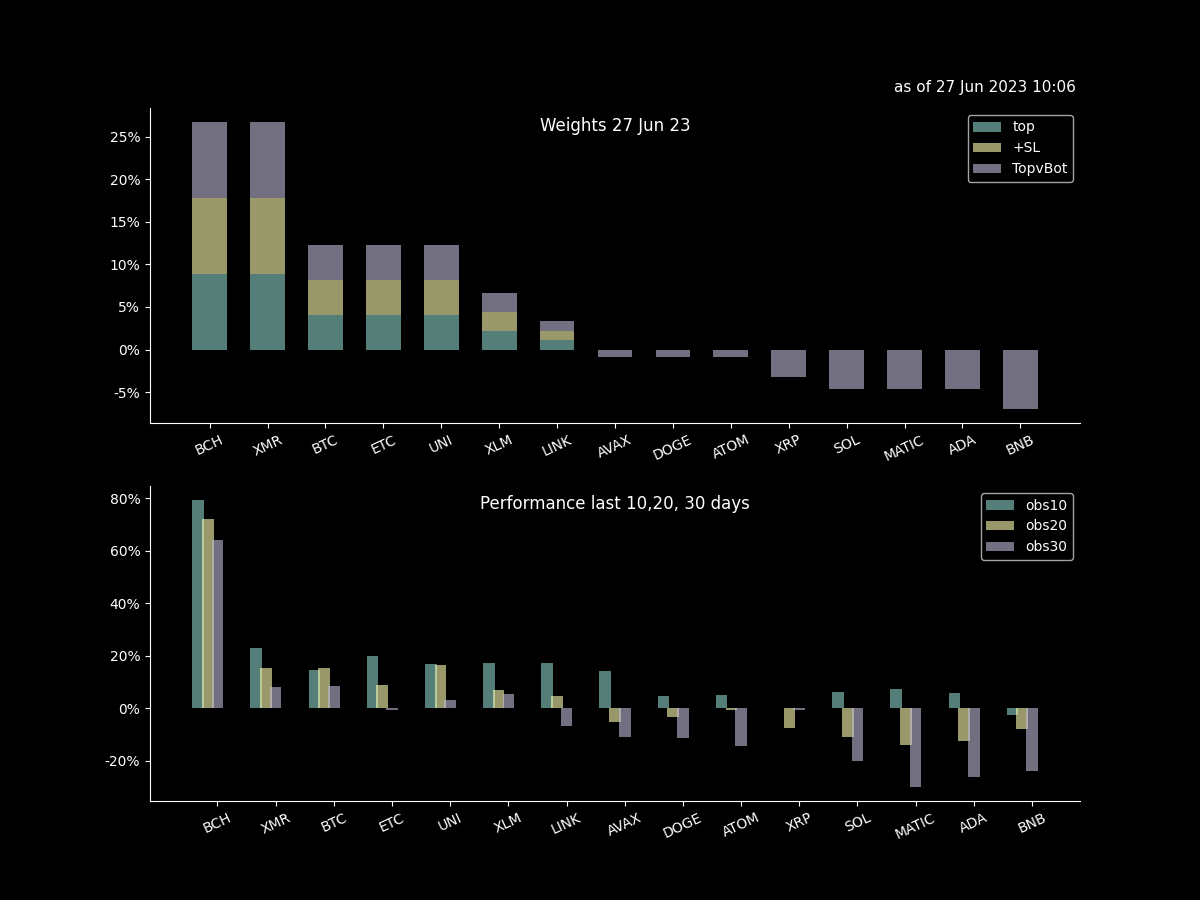 as of 27 Jun 2023 10:06
Weights 27 Jun 23
top
+SL
TopvBot
25%
20%
15%
10%
5%
0%
-5%
BCH XMR BTC ETC UNI XLM LINK AVAX DOGE ATOM XRP SOL MATIC ADA BNB
Performance last 10,20, 30 days
obs10
obs20
obs30
80%
60%
40%
20%
0%
-20%
BCH XMR BTC ETC UNI XLM LINK AVAX DOGE ATOM XRP SOL MATIC ADA BNB